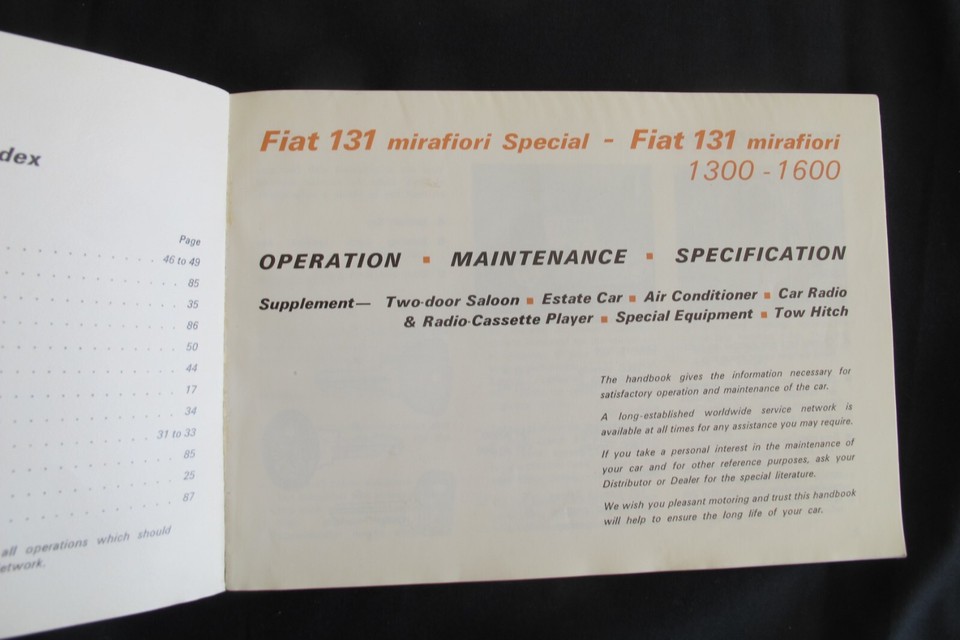 dex
Page
46 to 49
85
35
86
50
44
17
34
31 to 33
85
25
87
all operations which should
etwork.
Fiat 131 mirafiori Special - Fiat 131 mirafiori
1300 - 1600
OPERATION ▪ MAINTENANCE ▪ SPECIFICATION
Supplement— Two-door Saloon ▪ Estate Car ▪ Air Conditioner ▪ Car Radio
& Radio-Cassette Player ▪ Special Equipment ▪ Tow Hitch
The handbook gives the information necessary for
satisfactory operation and maintenance of the car.
A long-established worldwide service network is
available at all times for any assistance you may require.
If you take a personal interest in the maintenance of
your car and for other reference purposes, ask your
Distributor or Dealer for the special literature.
We wish you pleasant motoring and trust this handbook
will help to ensure the long life of your car.